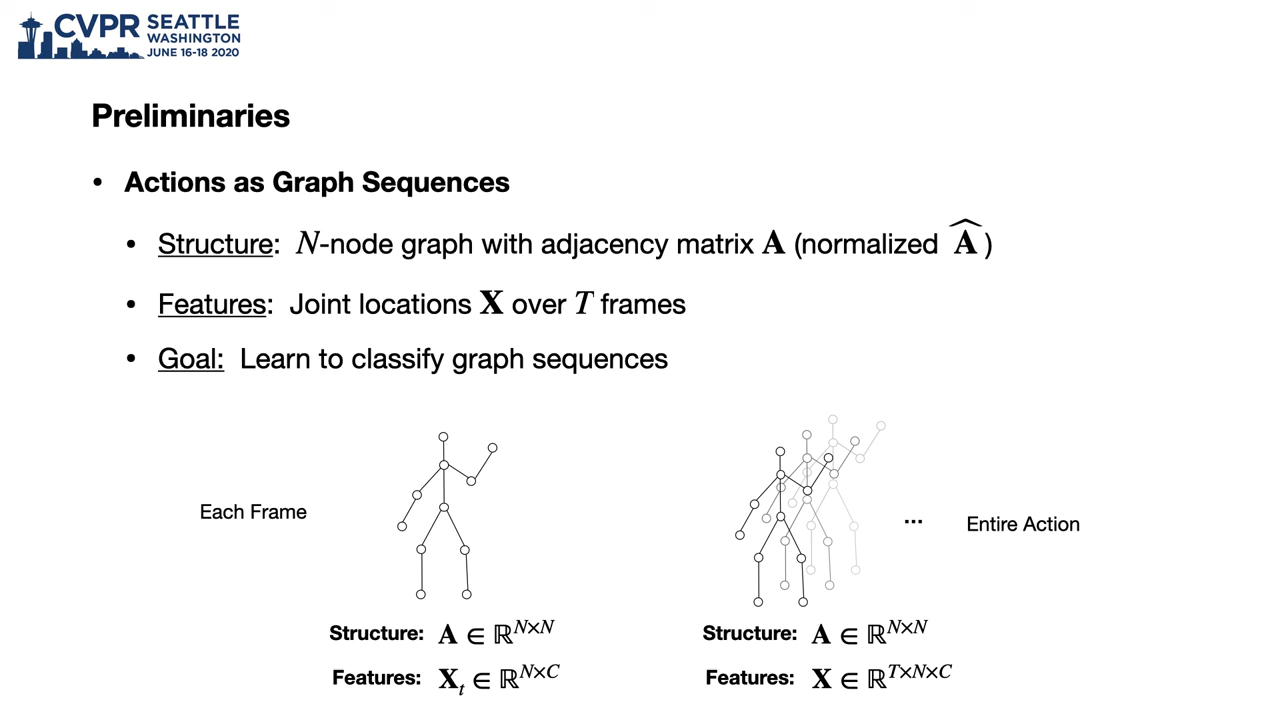 CVPR SEATTLE
WASHINGTON
JUNE 16-18 2020
Preliminaries
• Actions as Graph Sequences
• Structure: N-node graph with adjacency matrix A (normalized Â)
• Features: Joint locations X over T frames
• Goal: Learn to classify graph sequences
Each Frame
... Entire Action
Structure: A ∈ ℝ^{N×N}
Features: X_t ∈ ℝ^{N×C}
Structure: A ∈ ℝ^{N×N}
Features: X ∈ ℝ^{T×N×C}